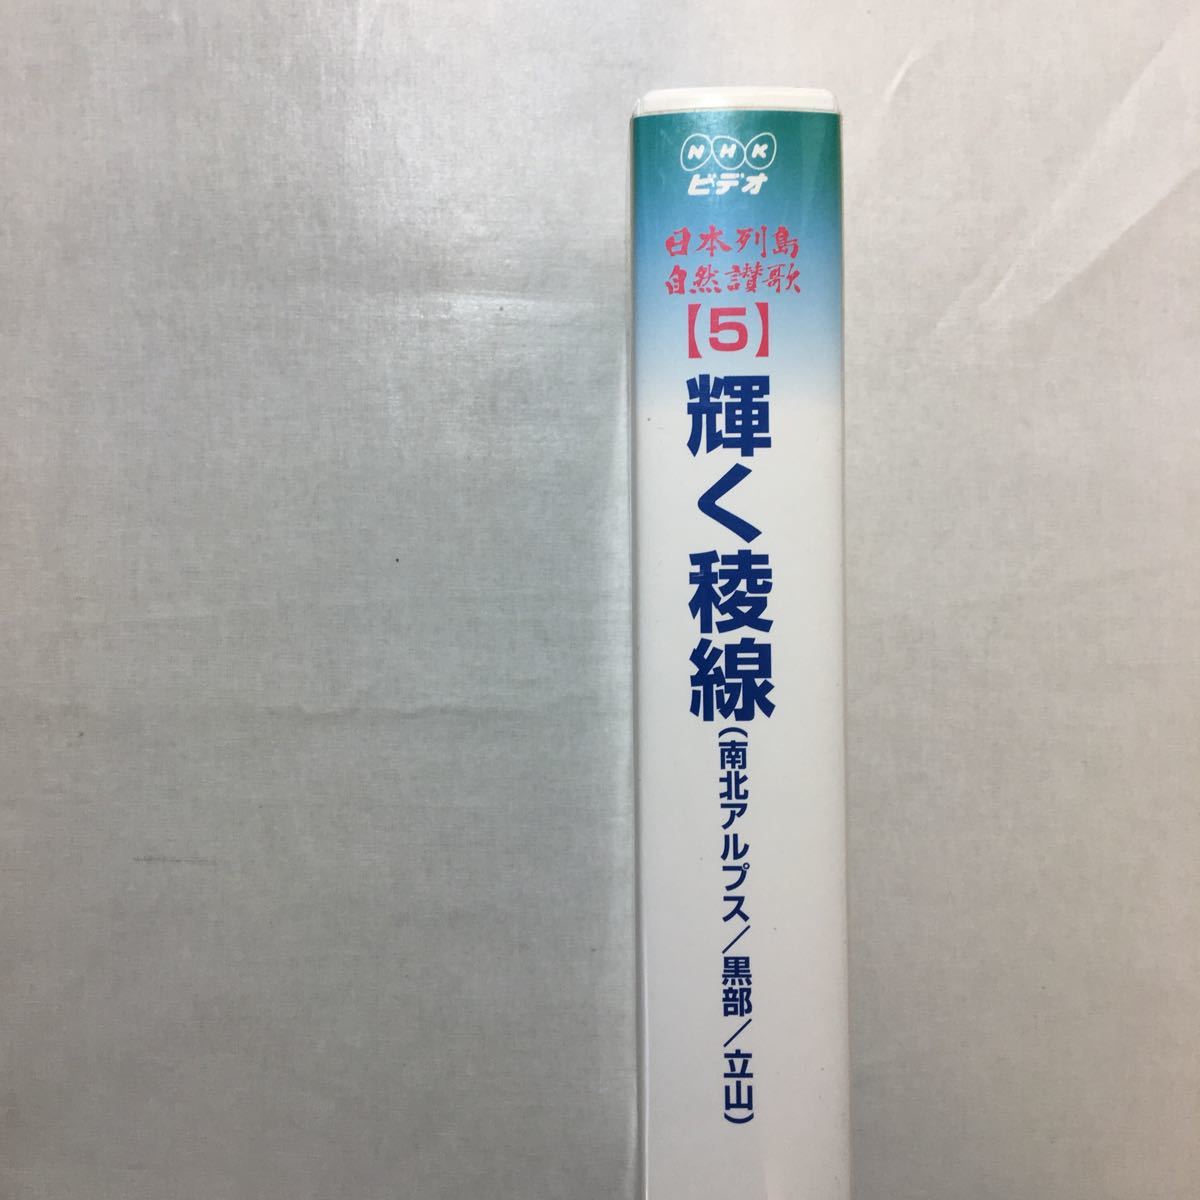 NHK
ビデオ
日本列島
自然讃歌
【5】
輝く稜線
(南北アルプス/黒部/立山)